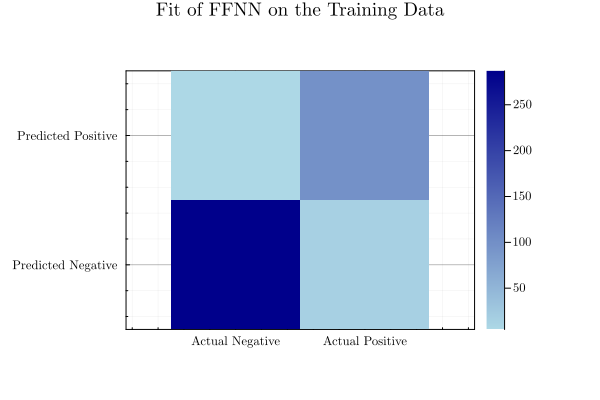 Fit of FFNN on the Training Data
Predicted Positive
Predicted Negative
Actual Negative
Actual Positive
250
200
150
100
50